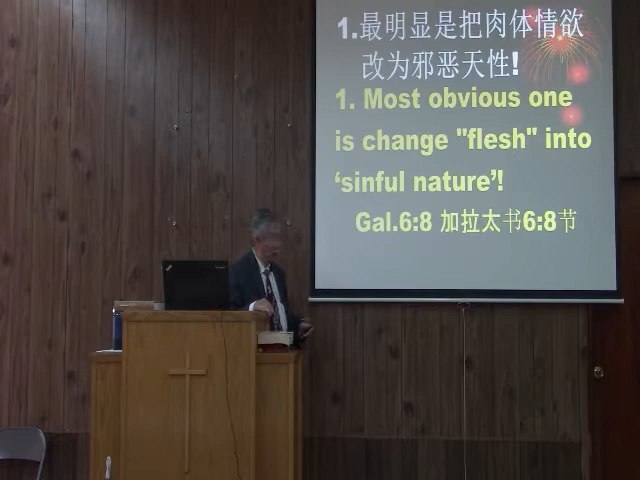 1.最明显是把肉体情欲
改为邪恶天性!
1. Most obvious one
is change "flesh" into
‘sinful nature’!
Gal.6:8 加拉太书6:8节